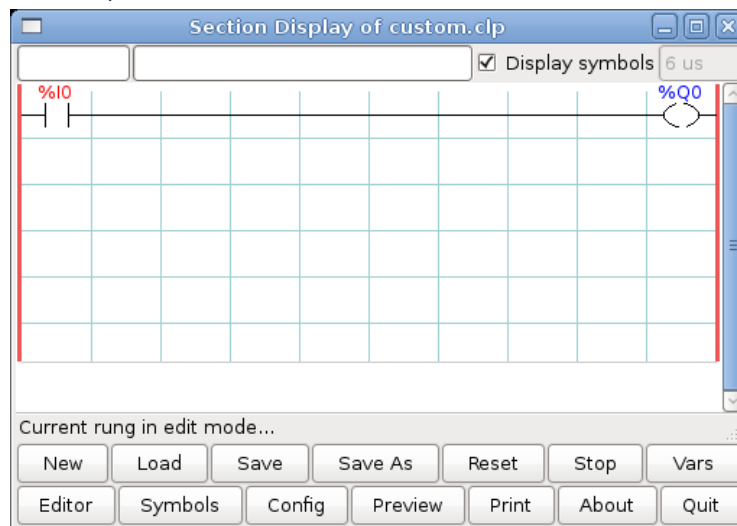 Section Display of custom.clp
Display symbols 6 us
%I0 %Q0
Current rung in edit mode...
New Load Save Save As Reset Stop Vars
Editor Symbols Config Preview Print About Quit